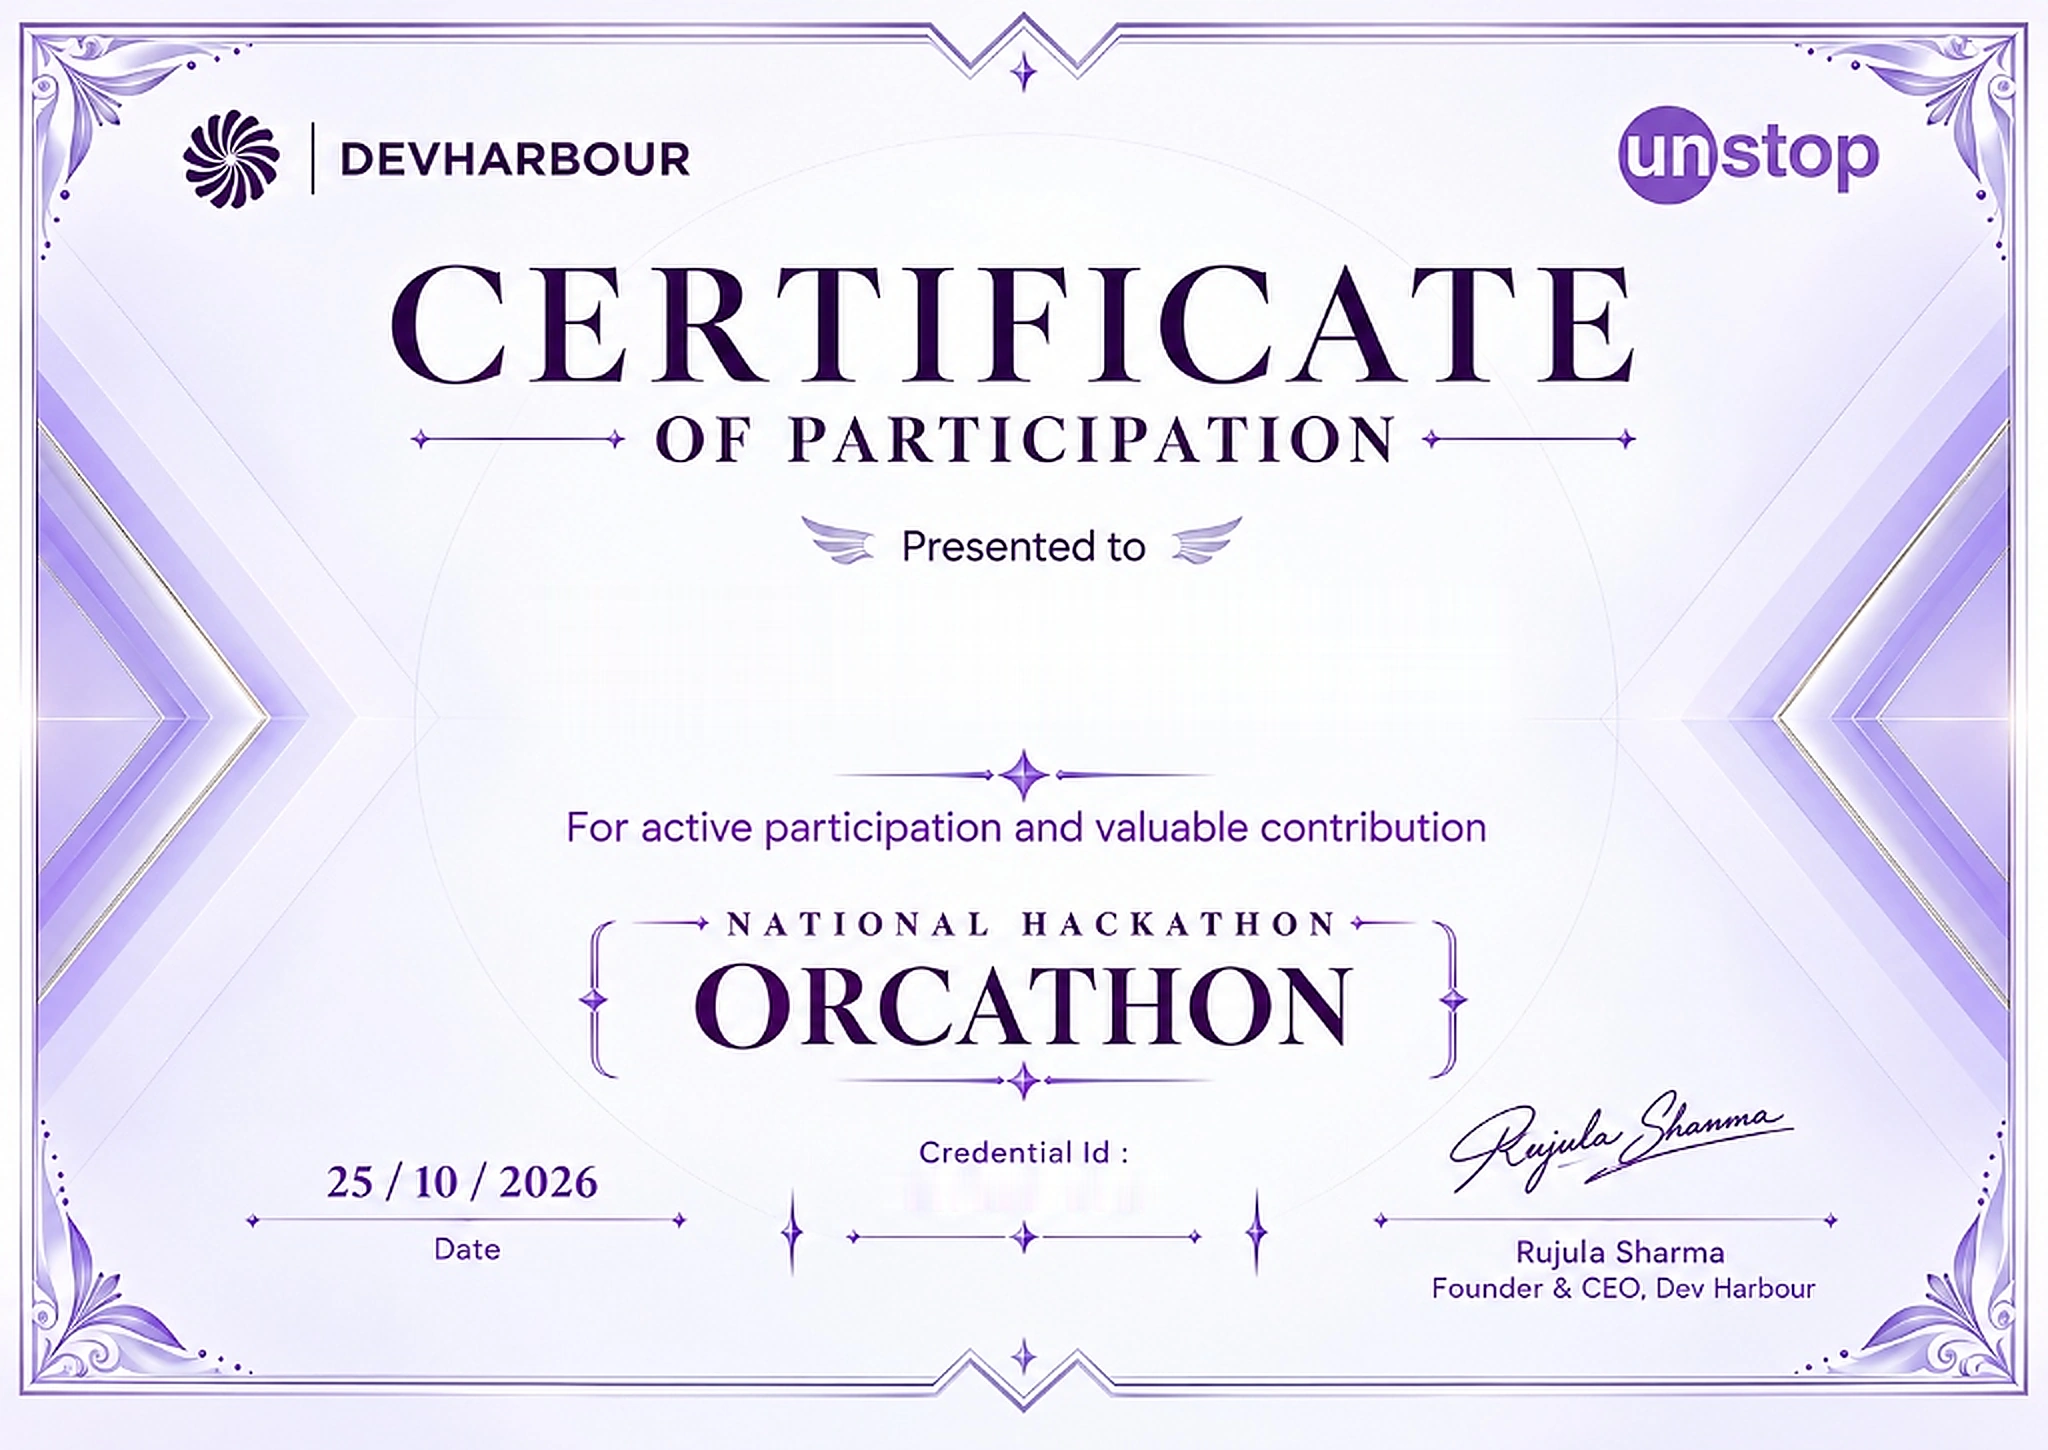 DEVHARBOUR
unstop
CERTIFICATE
OF PARTICIPATION
Presented to
For active participation and valuable contribution
NATIONAL HACKATHON
ORCATHON
Credential Id :
25 / 10 / 2026
Date
Rujula Sharma
Rujula Sharma
Founder & CEO, Dev Harbour